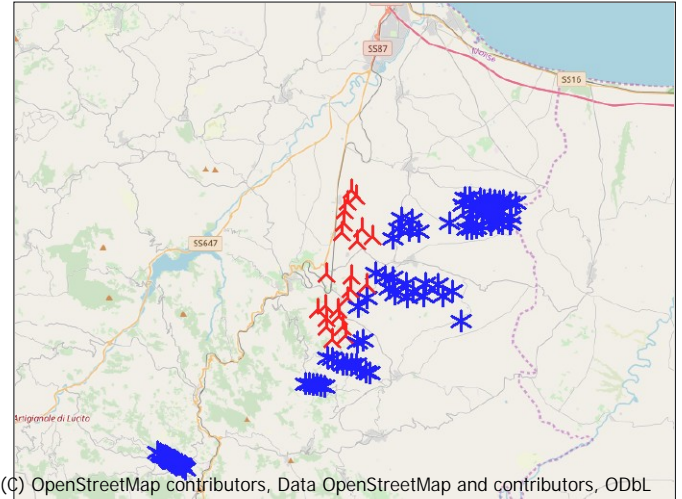 SS87
SS16
SS647
Artigianale di Lucito
(C) OpenStreetMap contributors, Data OpenStreetMap and contributors, ODbL